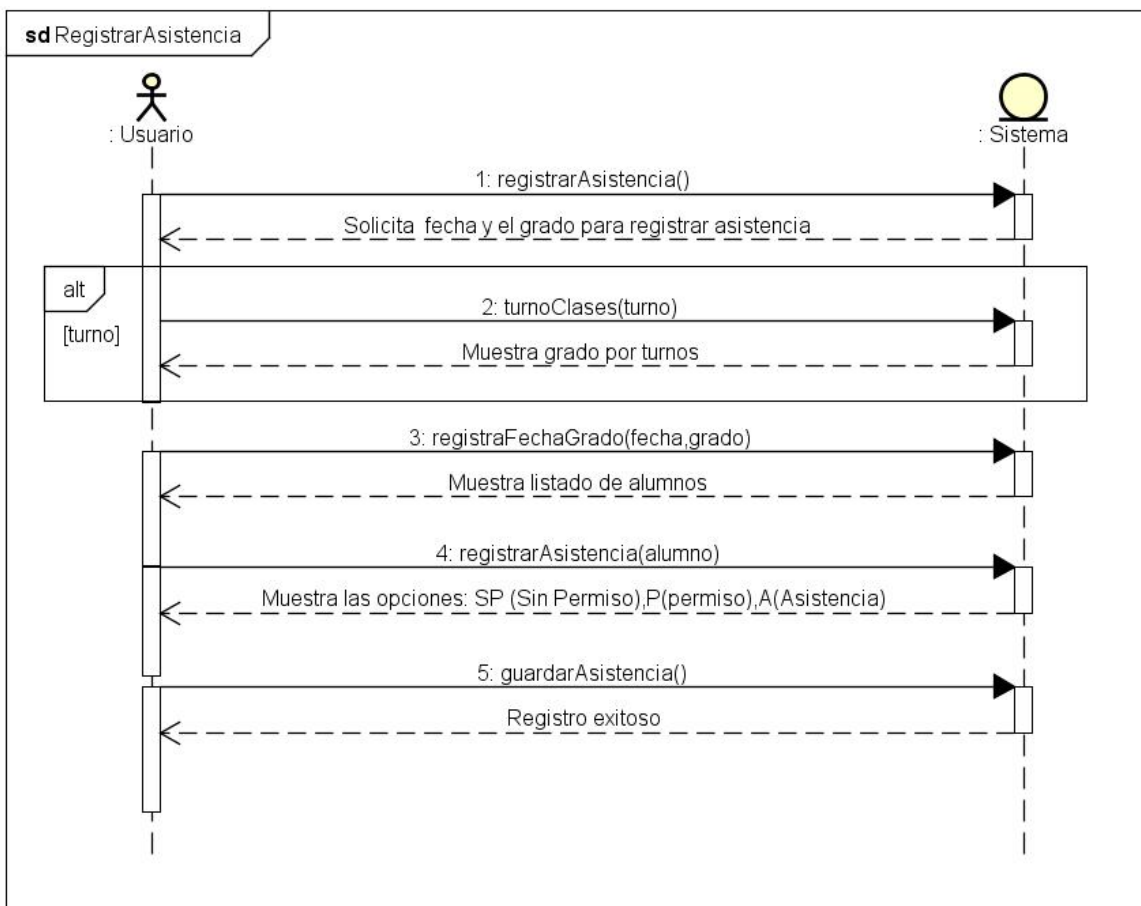 sd RegistrarAsistencia
: Usuario
: Sistema
1: registrarAsistencia()
Solicita fecha y el grado para registrar asistencia
alt
[turno]
2: turnoClases(turno)
Muestra grado por turnos
3: registraFechaGrado(fecha,grado)
Muestra listado de alumnos
4: registrarAsistencia(alumno)
Muestra las opciones: SP (Sin Permiso),P(permiso),A(Asistencia)
5: guardarAsistencia()
Registro exitoso